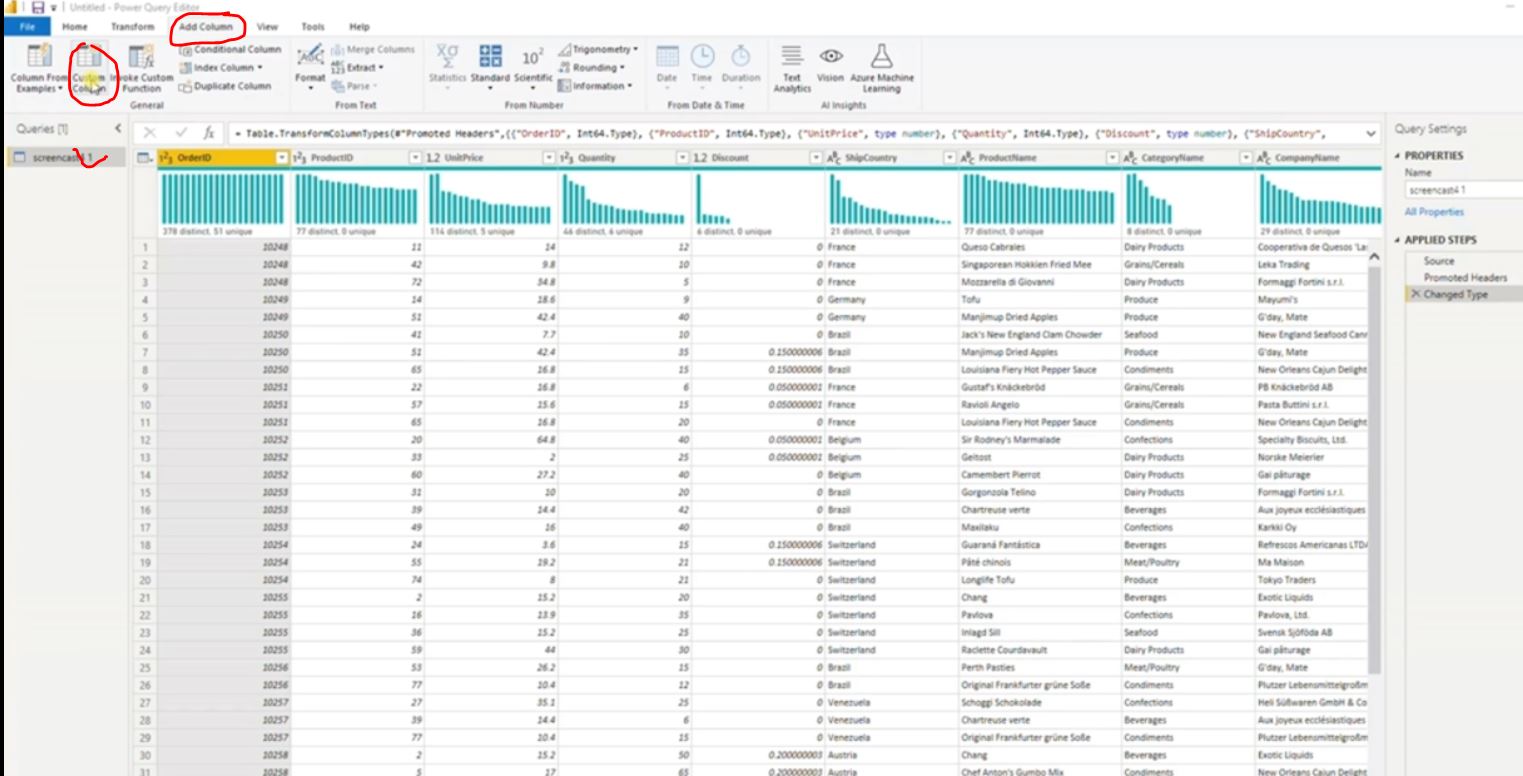 Untitled - Power Query Editor
File Home Transform Add Column View Tools Help
Column From Examples Custom Column Invoke Custom Function Conditional Column Index Column Duplicate Column
General
Format Merge Columns Extract Parse
From Text
Statistics Standard Scientific 10² Trigonometry Rounding Information
From Number
Date Time Duration
From Date & Time
Text Analytics Vision Azure Machine Learning
AI Insights
Queries [1]
fx = Table.TransformColumnTypes(#"Promoted Headers",{{"OrderID", Int64.Type}, {"ProductID", Int64.Type}, {"UnitPrice", type number}, {"Quantity", Int64.Type}, {"Discount", type number}, {"ShipCountry",
Query Settings
PROPERTIES
Name
screencast4 1
All Properties
APPLIED STEPS
Source
Promoted Headers
Changed Type
1²3 OrderID 1²3 ProductID 1.2 UnitPrice 1²3 Quantity 1.2 Discount ABC ShipCountry ABC ProductName ABC CategoryName ABC CompanyName
378 distinct, 51 unique 77 distinct, 0 unique 114 distinct, 5 unique 46 distinct, 6 unique 6 distinct, 0 unique 21 distinct, 0 unique 77 distinct, 0 unique 8 distinct, 0 unique 29 distinct, 0 unique
1 10248 11 14 12 0 France Queso Cabrales Dairy Products Cooperativa de Quesos 'La
2 10248 42 9.8 10 0 France Singaporean Hokkien Fried Mee Grains/Cereals Leka Trading
3 10248 72 34.8 5 0 France Mozzarella di Giovanni Dairy Products Formaggi Fortini s.r.l.
4 10249 14 18.6 9 0 Germany Tofu Produce Mayumi's
5 10249 51 42.4 40 0 Germany Manjimup Dried Apples Produce G'day, Mate
6 10250 41 7.7 10 0 Brazil Jack's New England Clam Chowder Seafood New England Seafood Cann
7 10250 51 42.4 35 0.150000006 Brazil Manjimup Dried Apples Produce G'day, Mate
8 10250 65 16.8 15 0.150000006 Brazil Louisiana Fiery Hot Pepper Sauce Condiments New Orleans Cajun Delight
9 10251 22 16.8 6 0.050000001 France Gustaf's Knäckebröd Grains/Cereals PB Knäckebröd AB
10 10251 57 15.6 15 0.050000001 France Ravioli Angelo Grains/Cereals Pasta Buttini s.r.l.
11 10251 65 16.8 20 0 France Louisiana Fiery Hot Pepper Sauce Condiments New Orleans Cajun Delight
12 10252 20 64.8 40 0.050000001 Belgium Sir Rodney's Marmalade Confections Specialty Biscuits, Ltd.
13 10252 33 2 25 0.050000001 Belgium Geitost Dairy Products Norske Meierier
14 10252 60 27.2 40 0 Belgium Camembert Pierrot Dairy Products Gai pâturage
15 10253 31 10 20 0 Brazil Gorgonzola Telino Dairy Products Formaggi Fortini s.r.l.
16 10253 39 14.4 42 0 Brazil Chartreuse verte Beverages Aux joyeux ecclésiastiques
17 10253 49 16 40 0 Brazil Maxilaku Confections Karkki Oy
18 10254 24 3.6 15 0.150000006 Switzerland Guaraná Fantástica Beverages Refrescos Americanas LTDA
19 10254 55 19.2 21 0.150000006 Switzerland Pâté chinois Meat/Poultry Ma Maison
20 10254 74 8 21 0 Switzerland Longlife Tofu Produce Tokyo Traders
21 10255 2 15.2 20 0 Switzerland Chang Beverages Exotic Liquids
22 10255 16 13.9 35 0 Switzerland Pavlova Confections Pavlova, Ltd.
23 10255 36 15.2 25 0 Switzerland Inlagd Sill Seafood Svensk Sjöföda AB
24 10255 59 44 30 0 Switzerland Raclette Courdavault Dairy Products Gai pâturage
25 10256 53 26.2 15 0 Brazil Perth Pasties Meat/Poultry G'day, Mate
26 10256 77 10.4 12 0 Brazil Original Frankfurter grüne Soße Condiments Plutzer Lebensmittelgroßm
27 10257 27 35.1 25 0 Venezuela Schoggi Schokolade Confections Heli Süßwaren GmbH & Co
28 10257 39 14.4 6 0 Venezuela Chartreuse verte Beverages Aux joyeux ecclésiastiques
29 10257 77 10.4 15 0 Venezuela Original Frankfurter grüne Soße Condiments Plutzer Lebensmittelgroßm
30 10258 2 15.2 50 0.200000003 Austria Chang Beverages Exotic Liquids
31 10258 5 17 65 0.200000003 Austria Chef Anton's Gumbo Mix Condiments New Orleans Cajun Delight